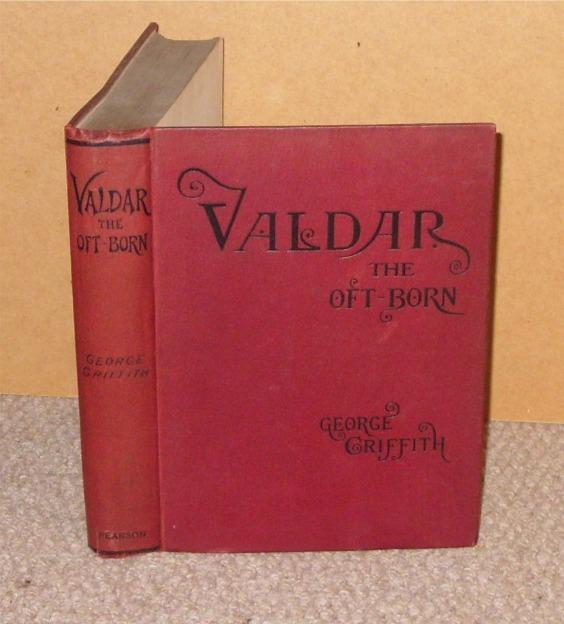 VALDAR
THE
OFT-BORN
GEORGE
GRIFFITH
PEARSON
VALDAR
THE
OFT-BORN
GEORGE
GRIFFITH